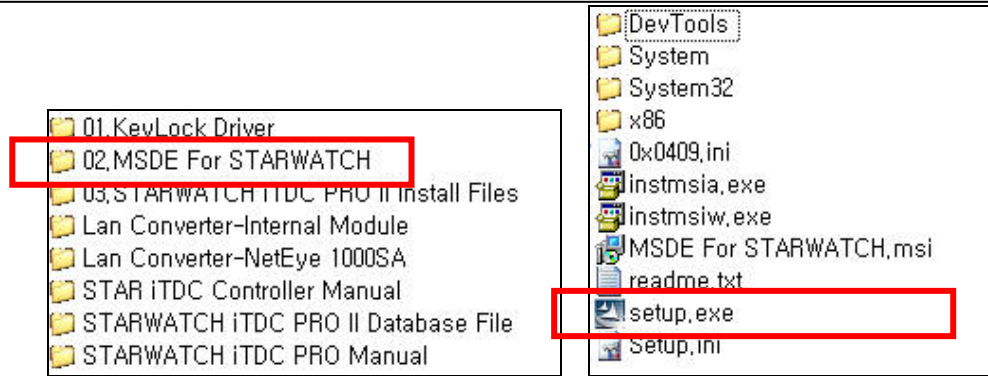 01.KeyLock Driver
02.MSDE For STARWATCH
03.STARWATCH iTDC PRO II Install Files
Lan Converter-Internal Module
Lan Converter-NetEye 1000SA
STAR iTDC Controller Manual
STARWATCH iTDC PRO II Database File
STARWATCH iTDC PRO Manual
DevTools
System
System32
x86
0x0409.ini
instmsia.exe
instmsiw.exe
MSDE For STARWATCH.msi
readme.txt
setup.exe
Setup.ini